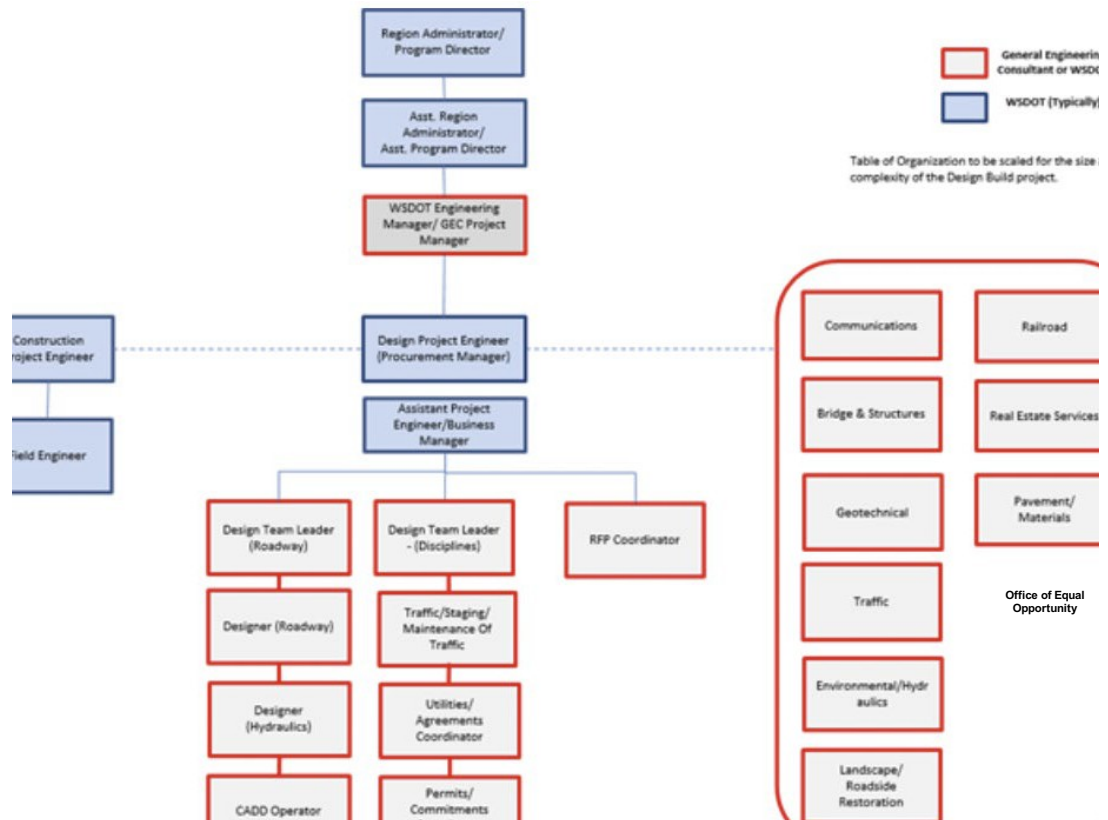 Region Administrator/
Program Director
Asst. Region
Administrator/
Asst. Program Director
WSDOT Engineering
Manager/ GEC Project
Manager
General Engineerin
Consultant or WSDO
WSDOT (Typically)
Table of Organization to be scaled for the size
complexity of the Design Build project.
Construction
roject Engineer
Field Engineer
Design Project Engineer
(Procurement Manager)
Assistant Project
Engineer/Business
Manager
Design Team Leader
(Roadway)
Designer (Roadway)
Designer
(Hydraulics)
CADD Operator
Design Team Leader
- (Disciplines)
Traffic/Staging/
Maintenance Of
Traffic
Utilities/
Agreements
Coordinator
Permits/
Commitments
RFP Coordinator
Communications
Bridge & Structures
Geotechnical
Traffic
Environmental/Hydr
aulics
Landscape/
Roadside
Restoration
Railroad
Real Estate Services
Pavement/
Materials
Office of Equal
Opportunity